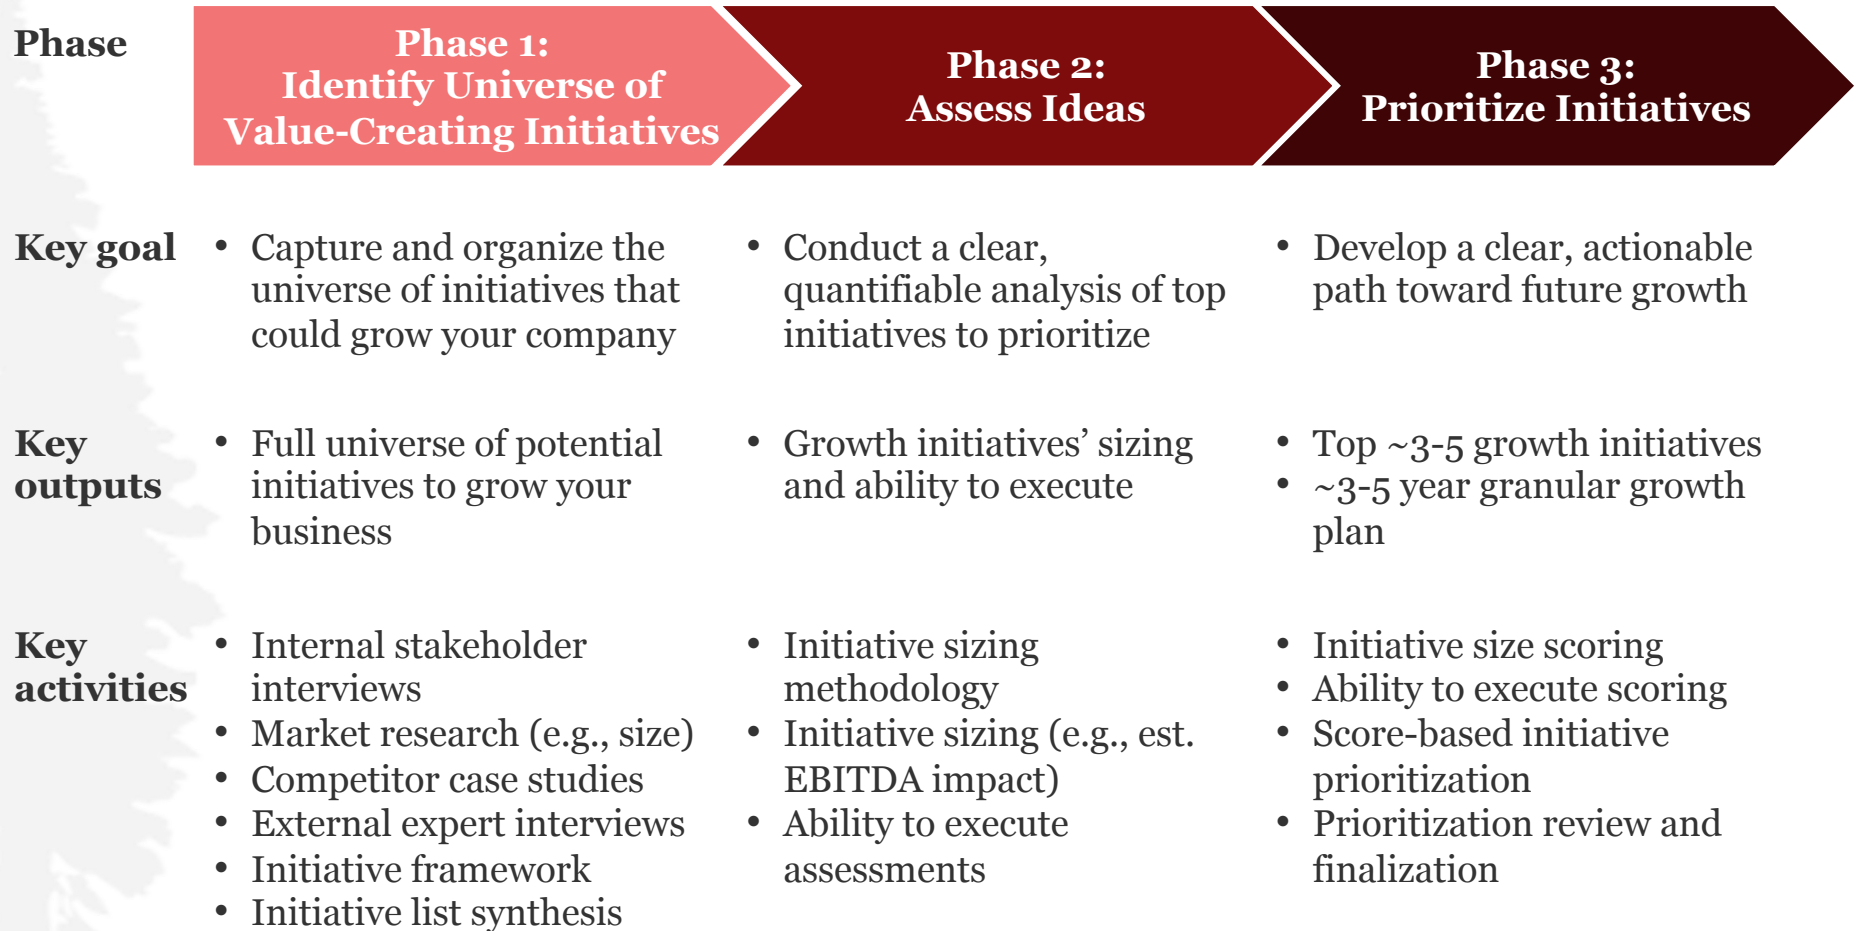 Phase
Phase 1:
Identify Universe of
Value-Creating Initiatives
Phase 2:
Assess Ideas
Phase 3:
Prioritize Initiatives
Key goal
• Capture and organize the
universe of initiatives that
could grow your company
• Conduct a clear,
quantifiable analysis of top
initiatives to prioritize
• Develop a clear, actionable
path toward future growth
Key
outputs
• Full universe of potential
initiatives to grow your
business
• Growth initiatives’ sizing
and ability to execute
• Top ~3-5 growth initiatives
• ~3-5 year granular growth
plan
Key
activities
• Internal stakeholder
interviews
• Market research (e.g., size)
• Competitor case studies
• External expert interviews
• Initiative framework
• Initiative list synthesis
• Initiative sizing
methodology
• Initiative sizing (e.g., est.
EBITDA impact)
• Ability to execute
assessments
• Initiative size scoring
• Ability to execute scoring
• Score-based initiative
prioritization
• Prioritization review and
finalization